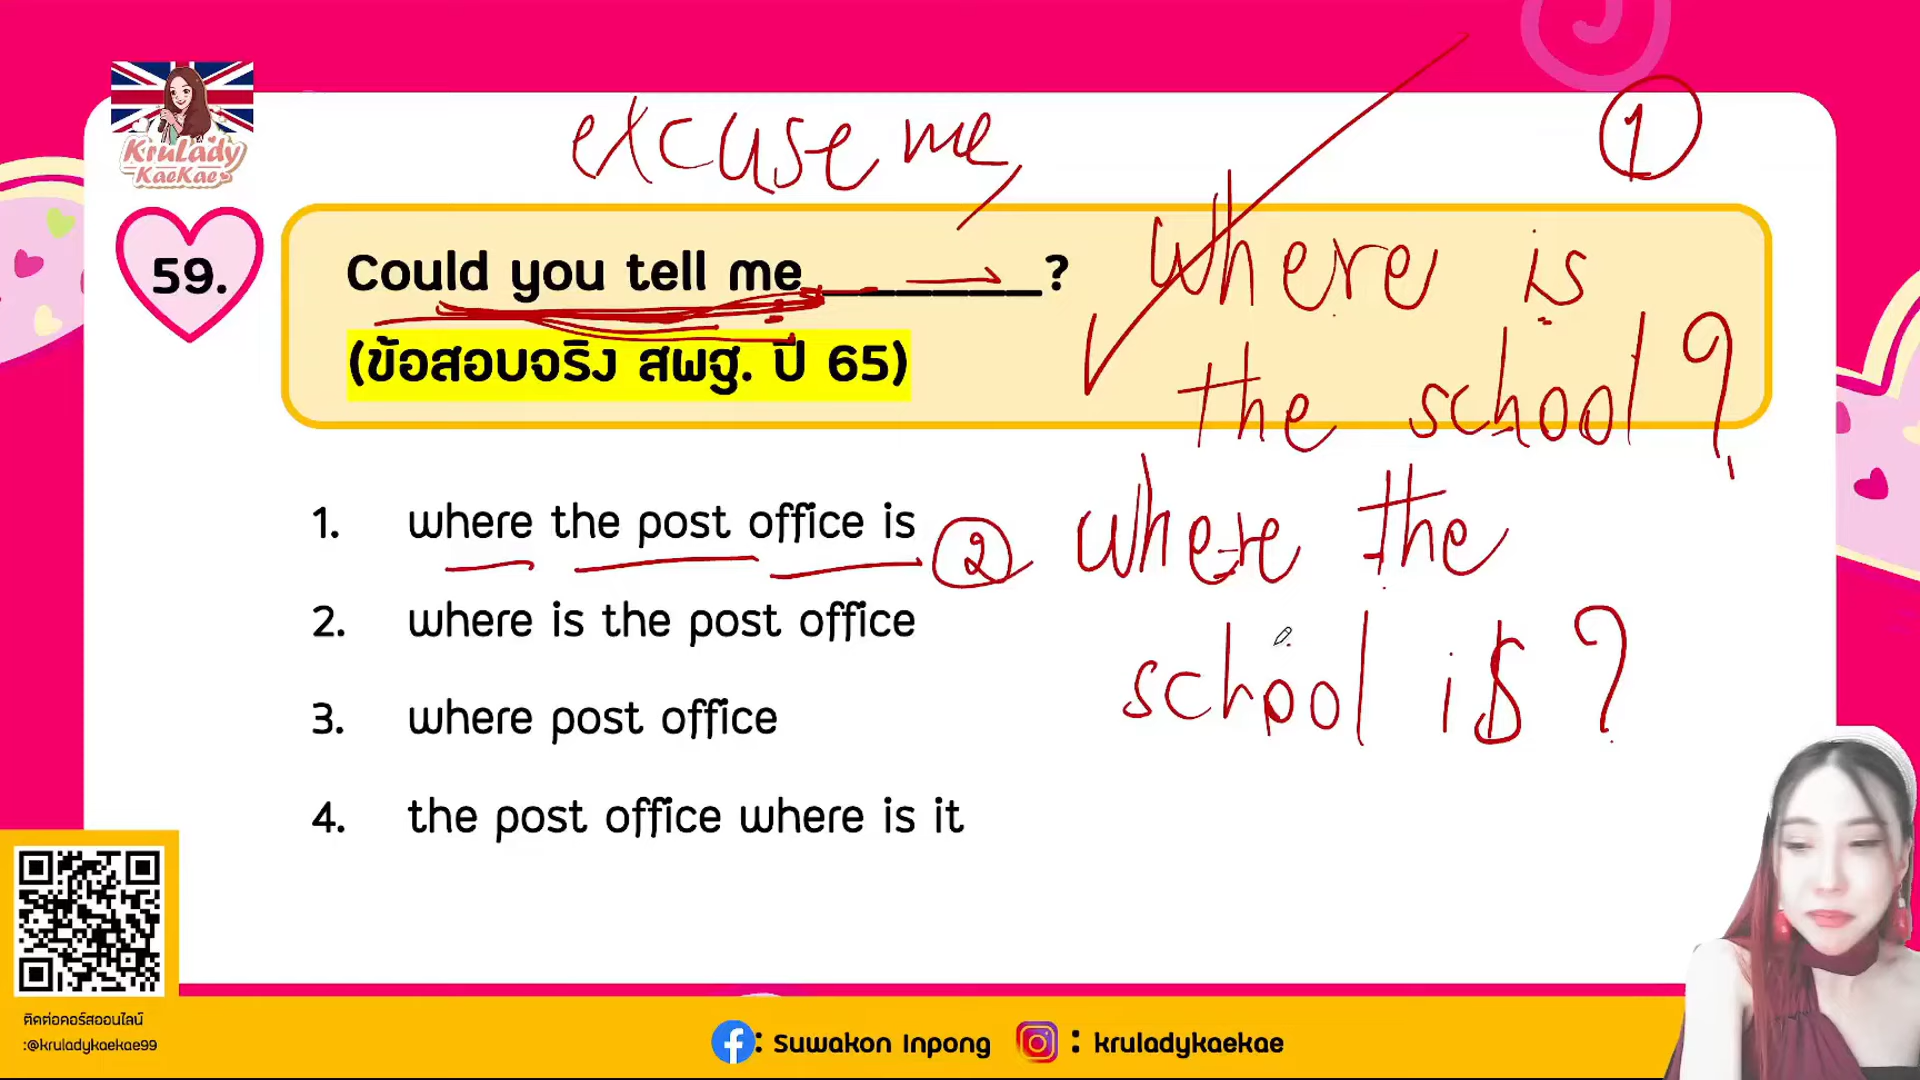 KruLady
KaeKae
excuse me,
1
59.
Could you tell me_______?
(ข้อสอบจริง สพฐ. ปี 65)
where is
the school?
1. where the post office is
2 where the
school is?
2. where is the post office
3. where post office
4. the post office where is it
ติดต่อคอร์สออนไลน์
:@kruladykaekae99
: Suwakon Inpong
: kruladykaekae